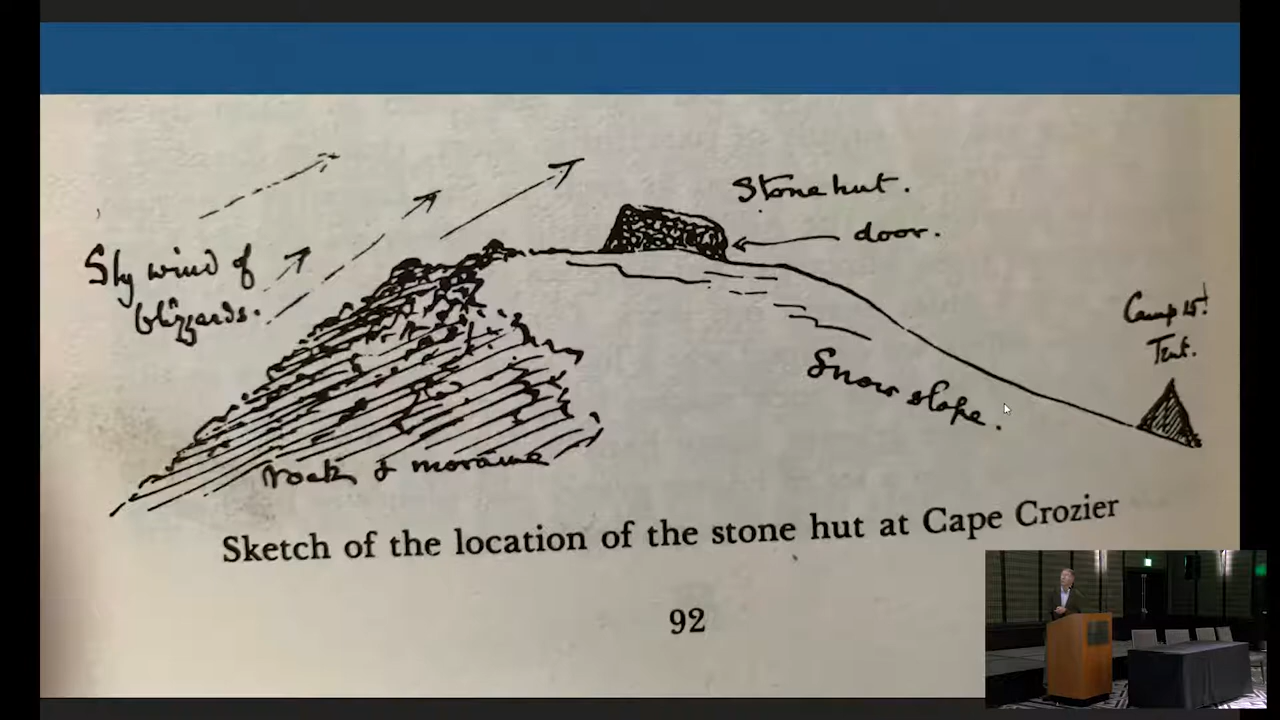 Stone hut.
door.
Sly wind of
blizzards.
Camp 15!
Tent.
Snow slope.
rock & moraine
Sketch of the location of the stone hut at Cape Crozier
92